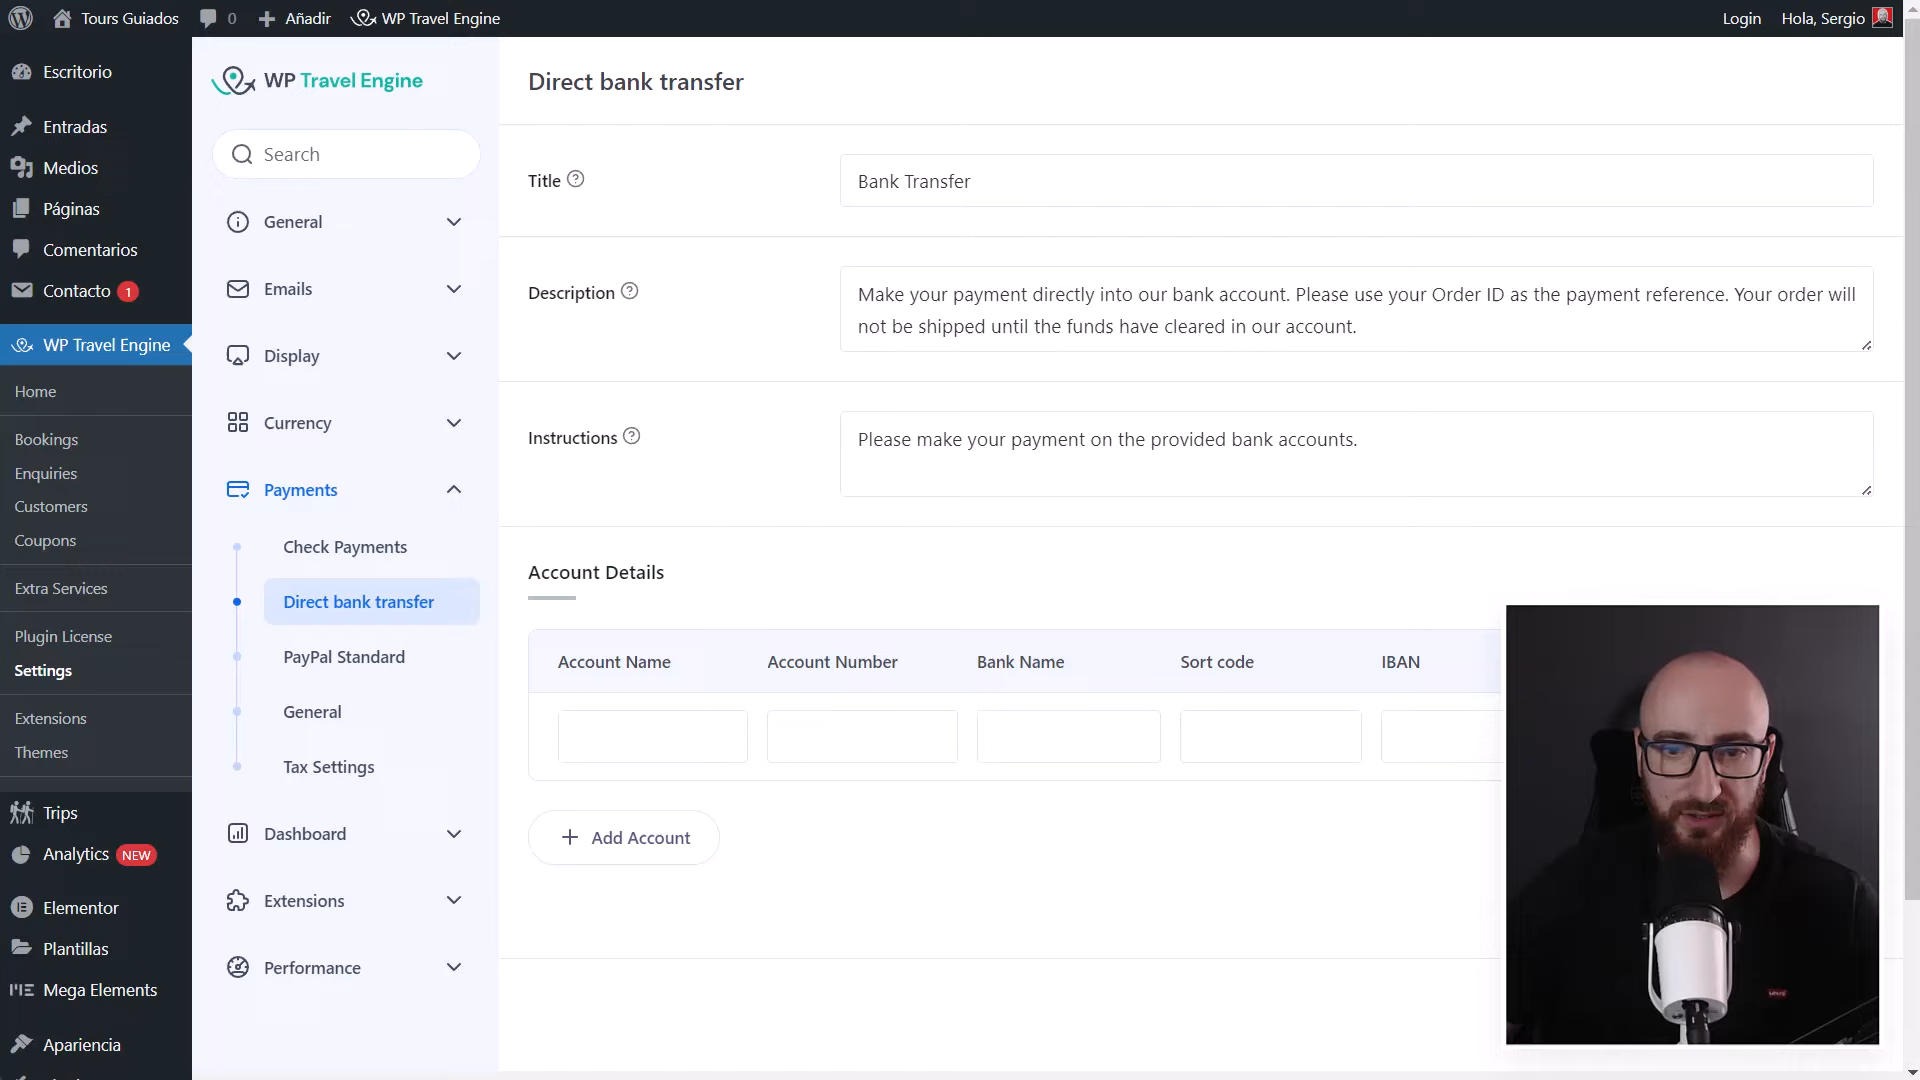 Tours Guiados
0
Añadir
WP Travel Engine
Login
Hola, Sergio
Escritorio
Entradas
Medios
Páginas
Comentarios
Contacto 1
WP Travel Engine
Home
Bookings
Enquiries
Customers
Coupons
Extra Services
Plugin License
Settings
Extensions
Themes
Trips
Analytics NEW
Elementor
Plantillas
Mega Elements
Apariencia
WP Travel Engine
Search
General
Emails
Display
Currency
Payments
Check Payments
Direct bank transfer
PayPal Standard
General
Tax Settings
Dashboard
Extensions
Performance
Direct bank transfer
Title
Bank Transfer
Description
Make your payment directly into our bank account. Please use your Order ID as the payment reference. Your order will
not be shipped until the funds have cleared in our account.
Instructions
Please make your payment on the provided bank accounts.
Account Details
Account Name
Account Number
Bank Name
Sort code
IBAN
Add Account